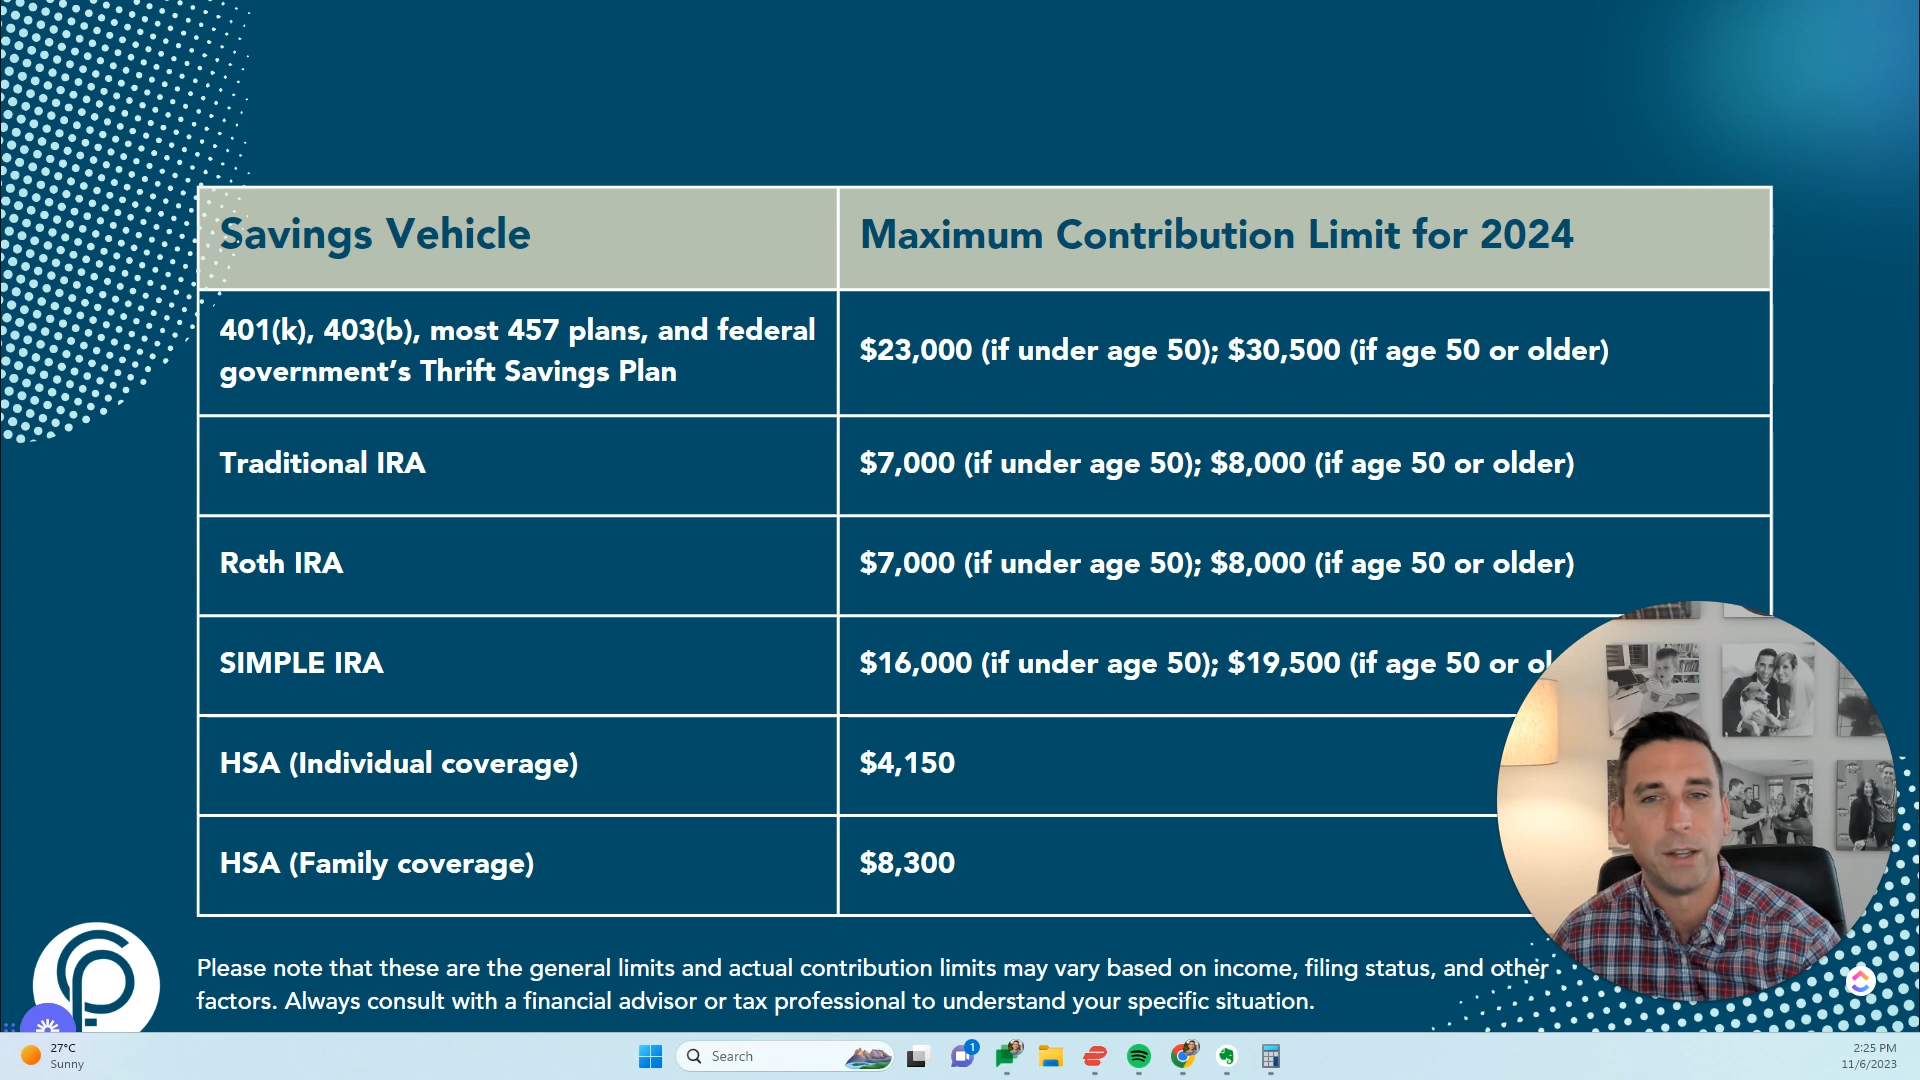 Savings Vehicle
Maximum Contribution Limit for 2024
401(k), 403(b), most 457 plans, and federal
government’s Thrift Savings Plan
$23,000 (if under age 50); $30,500 (if age 50 or older)
Traditional IRA
$7,000 (if under age 50); $8,000 (if age 50 or older)
Roth IRA
$7,000 (if under age 50); $8,000 (if age 50 or older)
SIMPLE IRA
$16,000 (if under age 50); $19,500 (if age 50 or
HSA (Individual coverage)
$4,150
HSA (Family coverage)
$8,300
Please note that these are the general limits and actual contribution limits may vary based on income, filing status, and other
factors. Always consult with a financial advisor or tax professional to understand your specific situation.
27°C
Sunny
Search
1
2:25 PM
11/6/2023